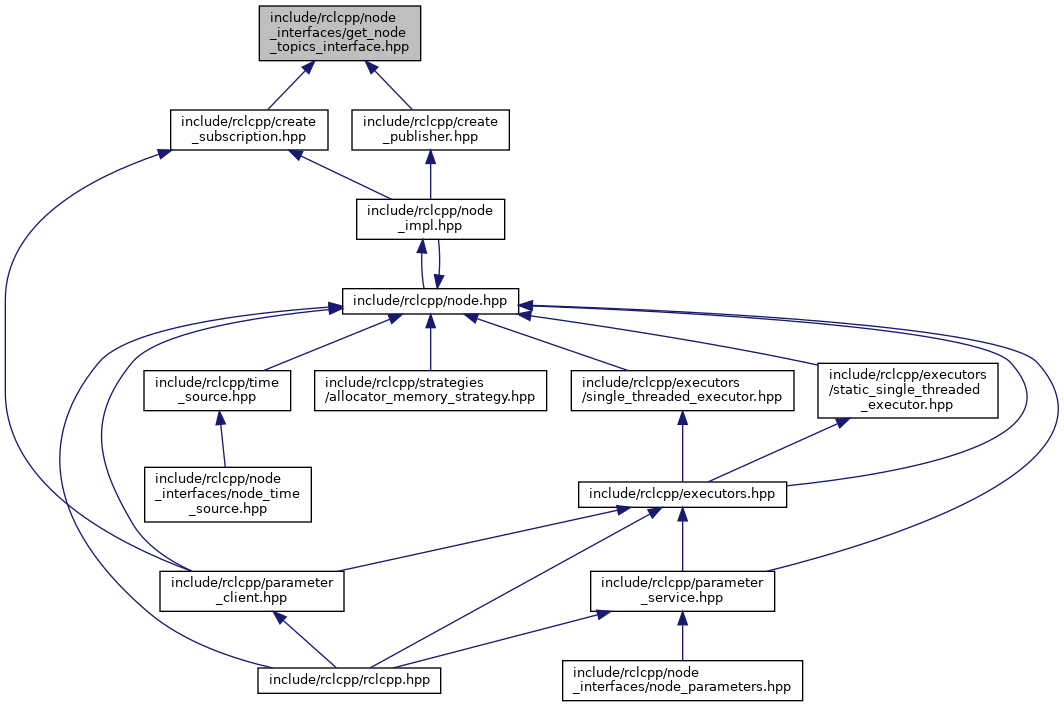 include/rclcpp/node
_interfaces/get_node
_topics_interface.hpp
include/rclcpp/create
_subscription.hpp
include/rclcpp/create
_publisher.hpp
include/rclcpp/node
_impl.hpp
include/rclcpp/node.hpp
include/rclcpp/time
_source.hpp
include/rclcpp/strategies
/allocator_memory_strategy.hpp
include/rclcpp/executors
/single_threaded_executor.hpp
include/rclcpp/executors
/static_single_threaded
_executor.hpp
include/rclcpp/node
_interfaces/node_time
_source.hpp
include/rclcpp/executors.hpp
include/rclcpp/parameter
_client.hpp
include/rclcpp/parameter
_service.hpp
include/rclcpp/rclcpp.hpp
include/rclcpp/node
_interfaces/node_parameters.hpp